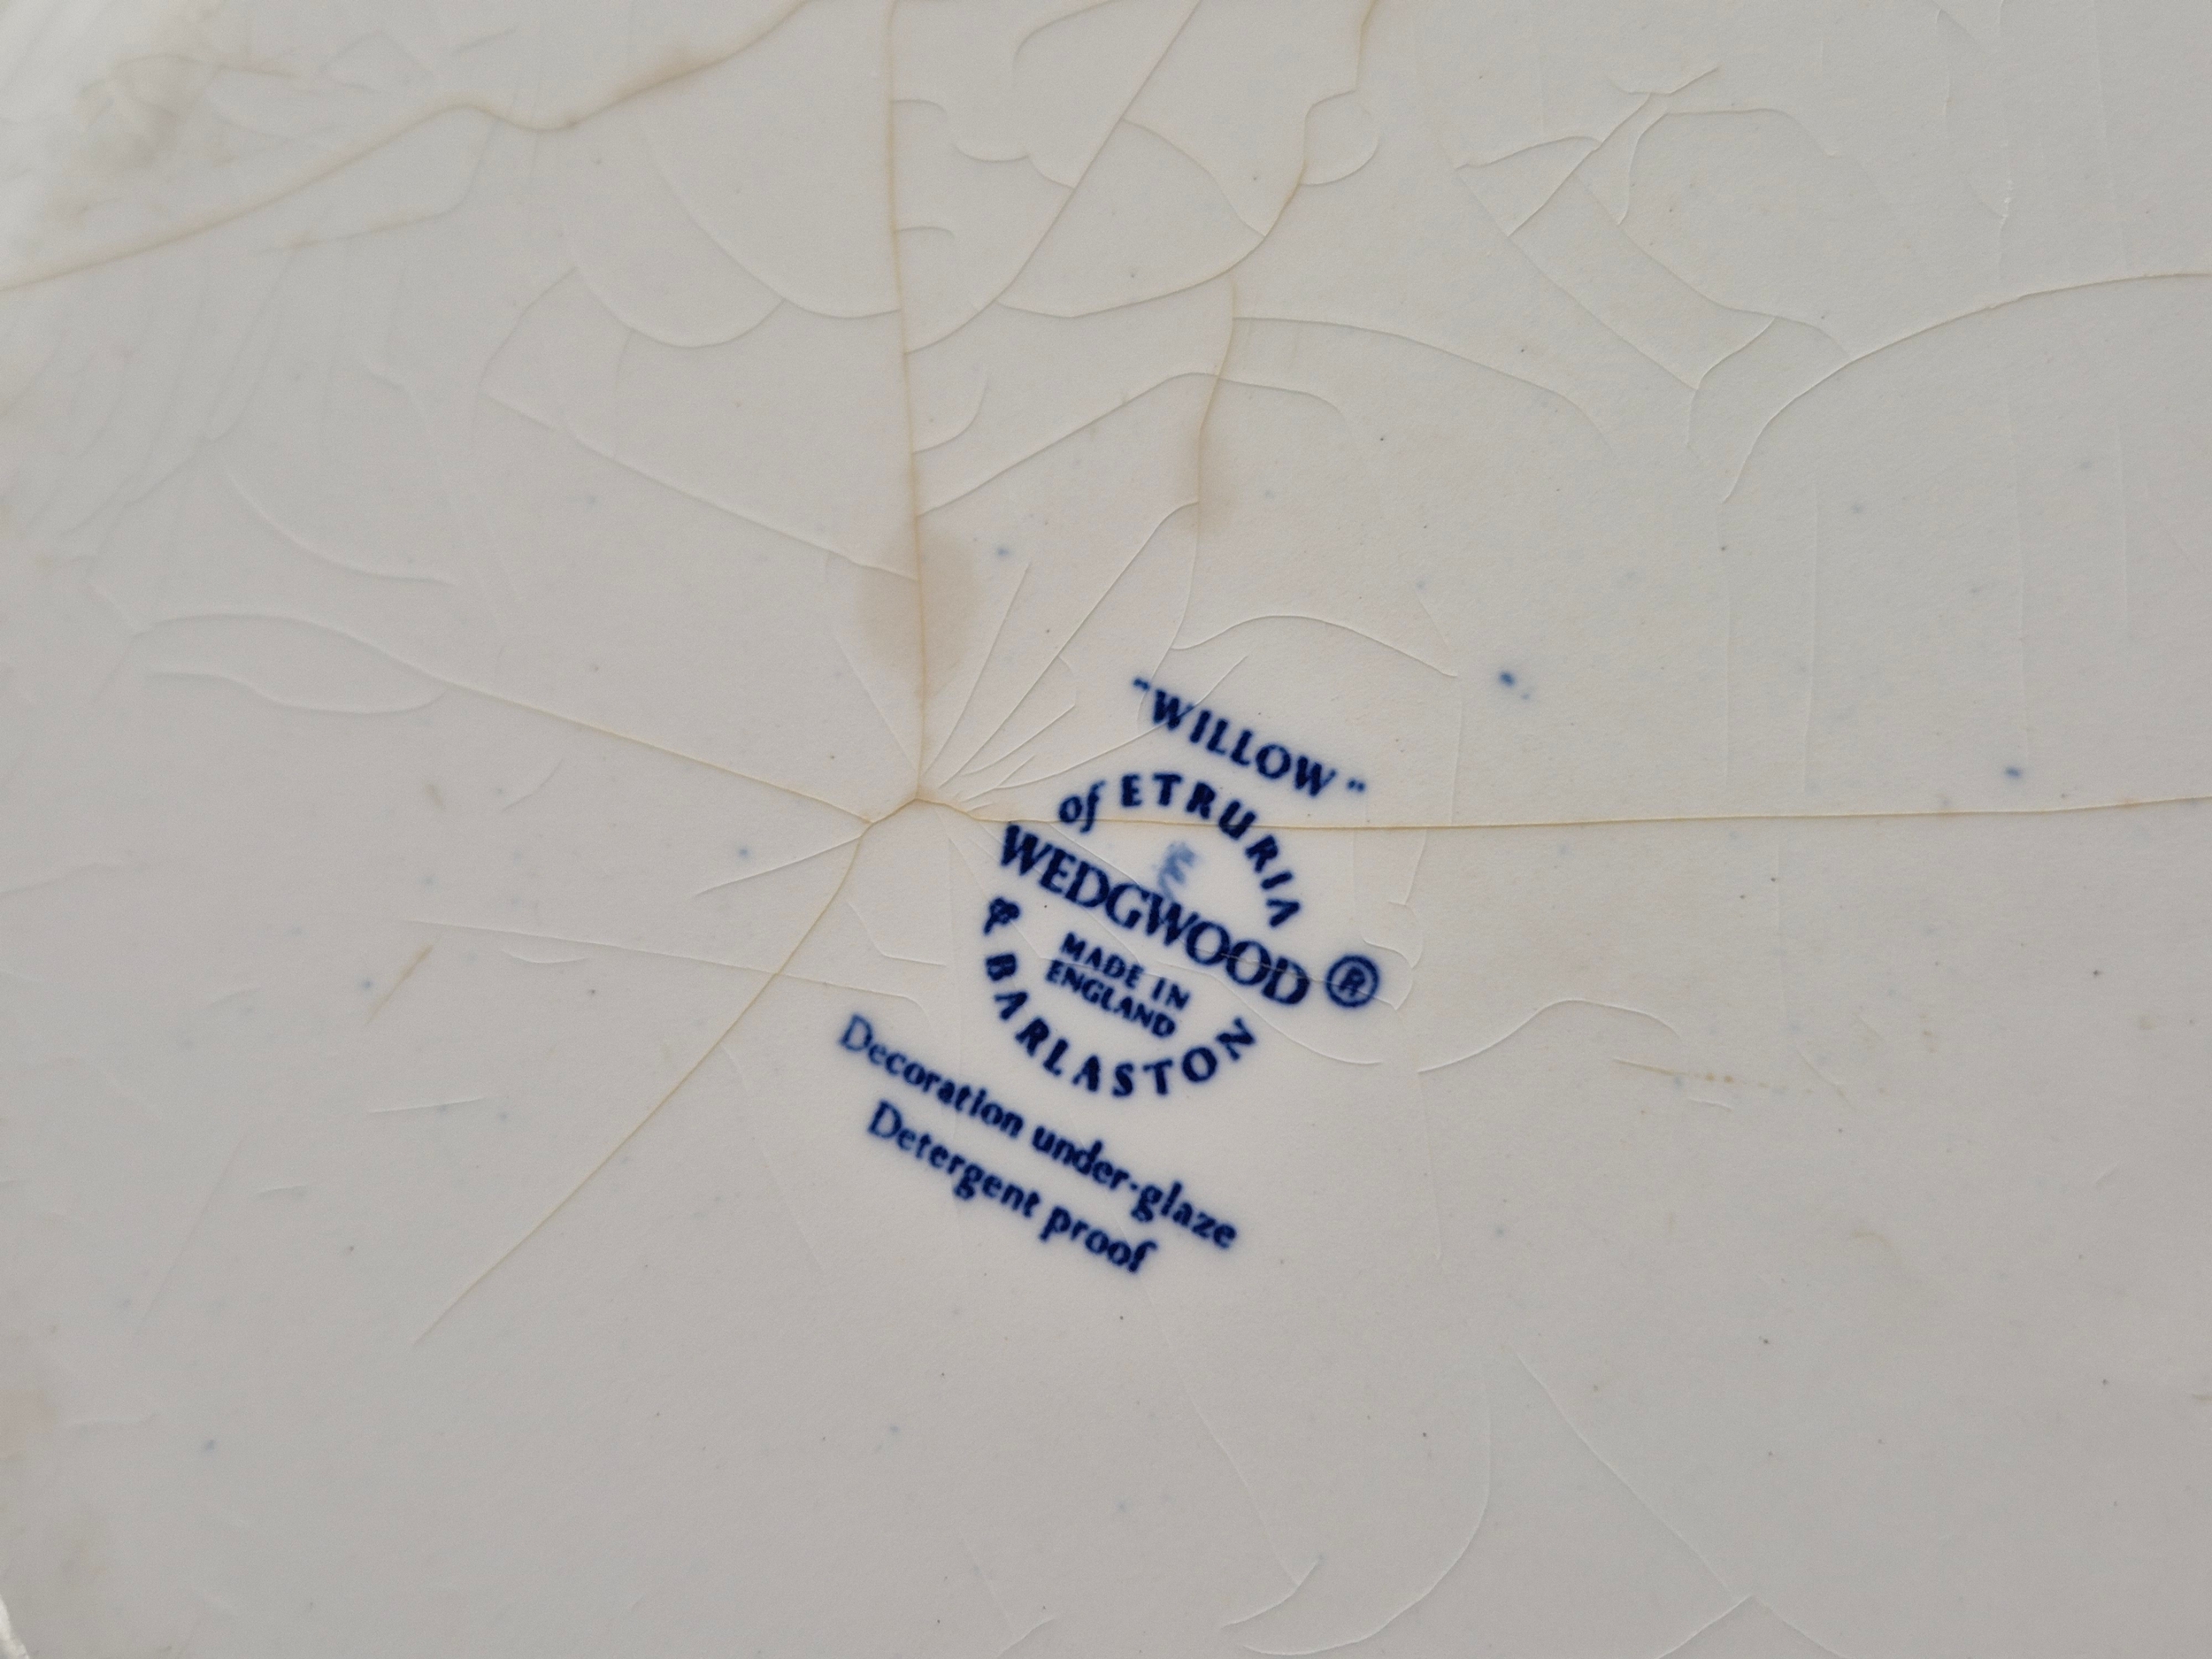 "WILLOW"
of ETRURIA
WEDGWOOD ®
MADE IN
ENGLAND
& BARLASTON
Decoration under-glaze
Detergent proof